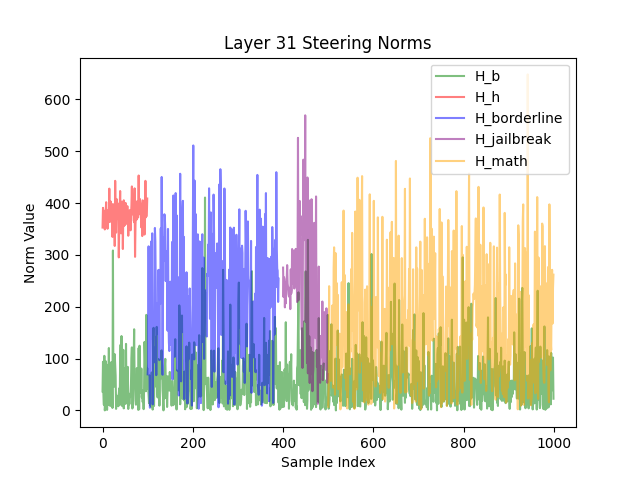 Layer 31 Steering Norms
H_b
H_h
H_borderline
H_jailbreak
H_math
Norm Value
600
500
400
300
200
100
0
0 200 400 600 800 1000
Sample Index